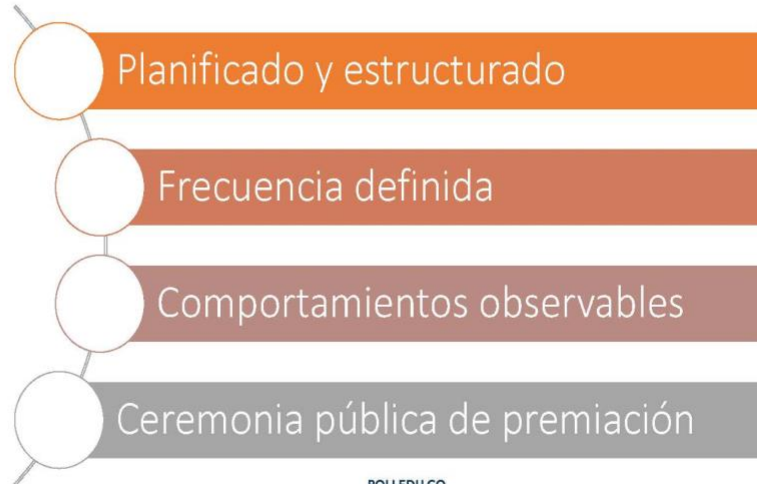 Planificado y estructurado
Frecuencia definida
Comportamientos observables
Ceremonia pública de premiación